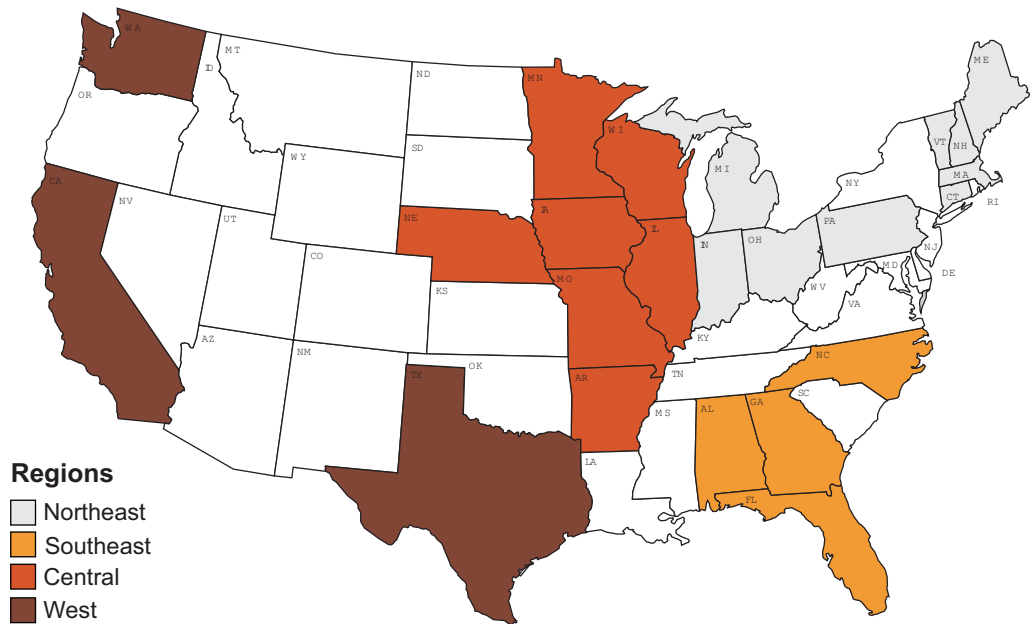 WA
MT
ID
OR
ND
MN
ME
WI
SD
WY
VT
NH
MI
MA
CA
NV
NY
CT
RI
UT
NE
IA
IL
IN
OH
PA
NJ
CO
MO
MD
DE
KS
WV
VA
AZ
NM
KY
OK
TX
AR
TN
NC
SC
MS
AL
GA
LA
FL
Regions
Northeast
Southeast
Central
West